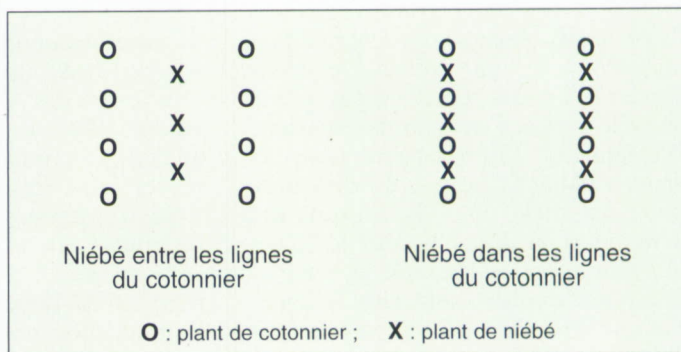 O O O O
X X X
O O O O
X X X
O O O O
X X X
O O O O
Niébé entre les lignes
du cotonnier
Niébé dans les lignes
du cotonnier
O : plant de cotonnier ; X : plant de niébé